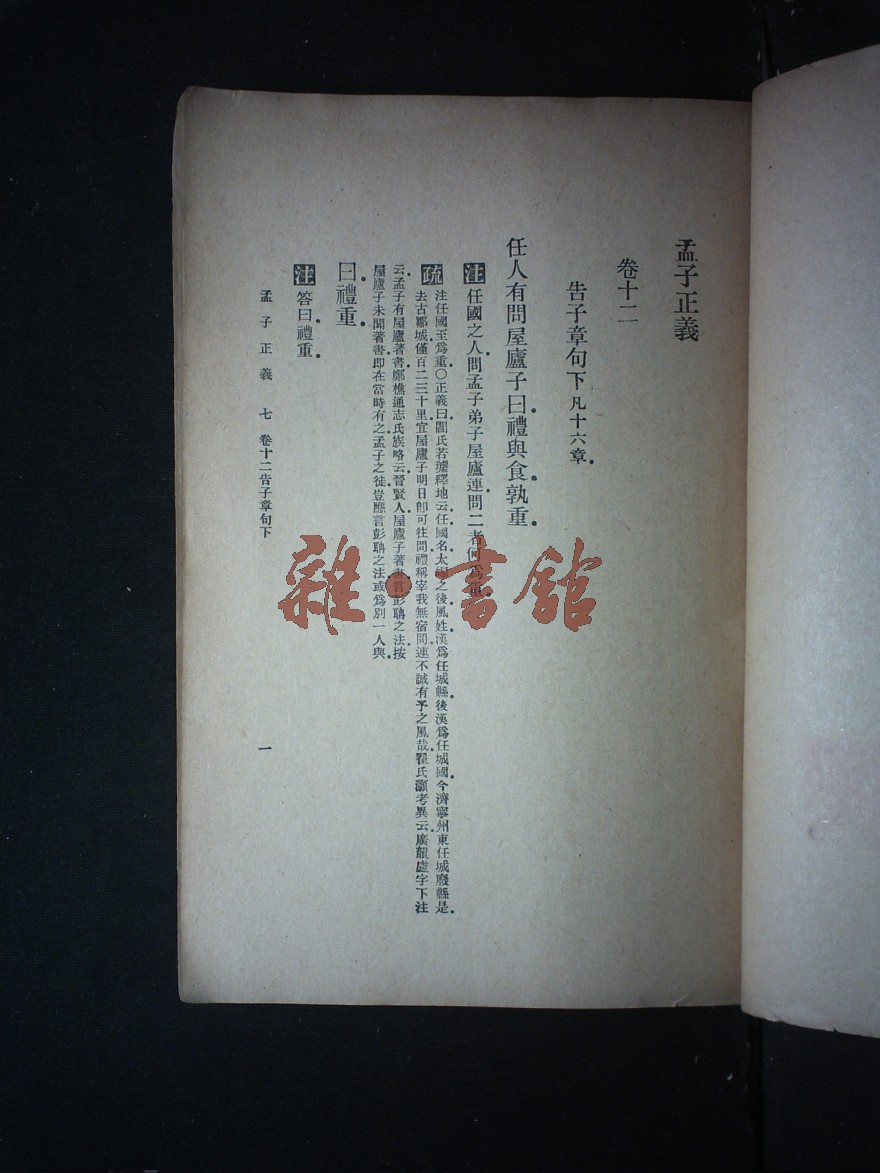 孟子正義
卷十二
告子章句下 凡十六章。
任人有問屋廬子曰。禮與食孰重。
注 任國之人。問孟子弟子屋廬連。問二者何爲重。
疏 注任國至爲重。○正義曰。閻氏若璩釋地云。任國名。太皞之後。風姓。漢爲任城縣。後漢爲任城國。今濟寧州東任城廢縣是。
去古鄒城僅百二三十里。宜屋廬子明日卽可往問。禮稱宰我無宿問。連不誠有予之風哉。翟氏灝考異云。廣韻盧字下注
云。孟子有屋廬著書。鄭樵通志氏族略云。晉賢人屋廬子著書。言彭聃之法。按
屋廬子未聞著書。卽在當時有之。孟子之徒。豈應言彭聃之法。或爲別一人與。
曰。禮重。
注 答曰。禮重。
孟子正義 七 卷十二告子章句下 一
雜·書館